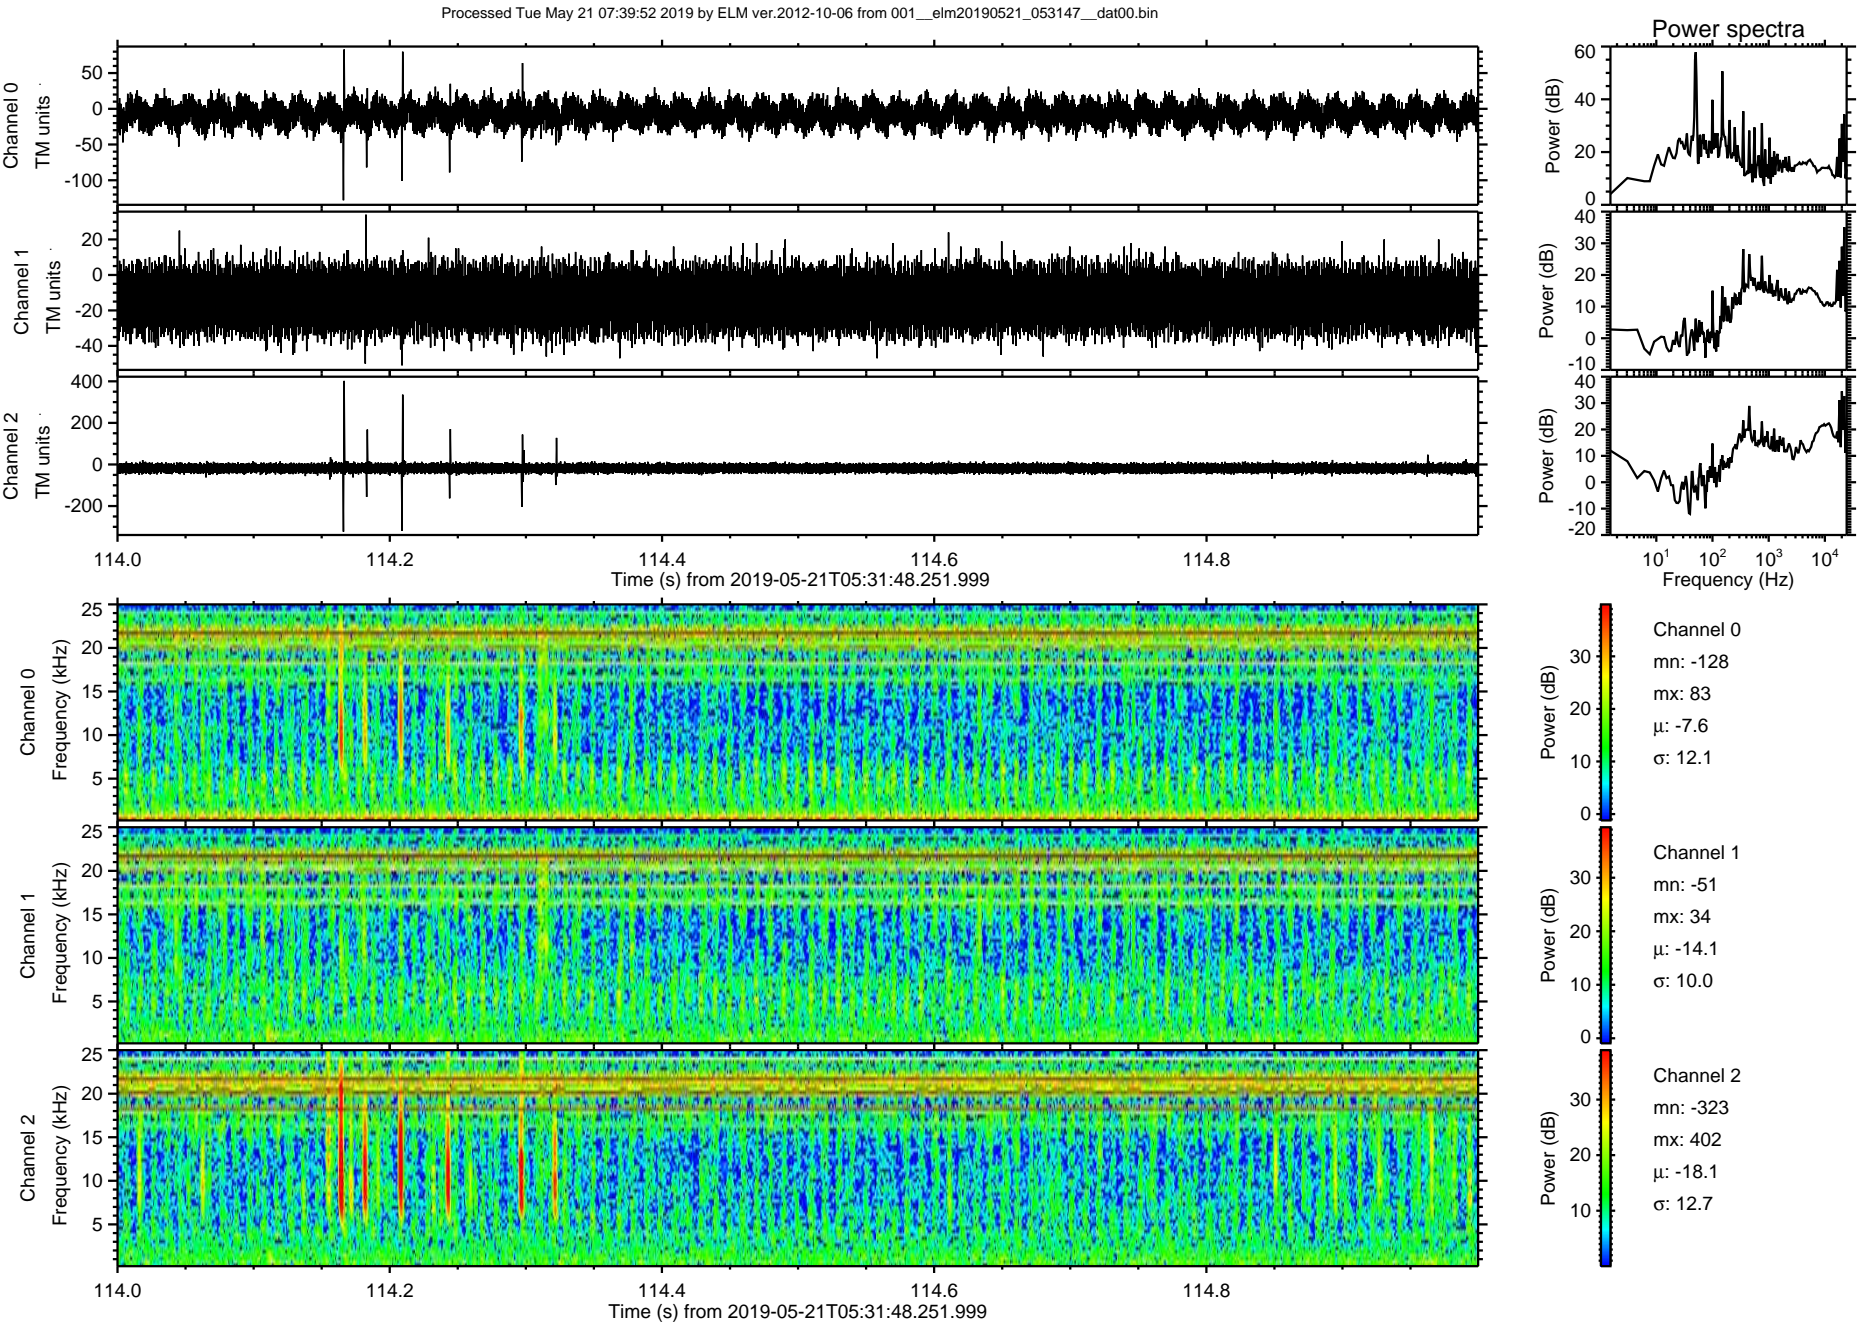 Processed Tue May 21 07:39:52 2019 by ELM ver.2012-10-06 from 001__elm20190521_053147__dat00.bin
Power spectra
Channel 0
TM units
50
0
-50
-100
Power (dB)
60
40
20
0
Channel 1
TM units
20
0
-20
-40
Power (dB)
40
30
20
10
0
-10
Channel 2
TM units
400
200
0
-200
Power (dB)
40
30
20
10
0
-10
-20
114.0
114.2
114.4
114.6
114.8
Time (s) from 2019-05-21T05:31:48.251.999
10^1
10^2
10^3
10^4
Frequency (Hz)
Channel 0
Frequency (kHz)
25
20
15
10
5
Power (dB)
30
20
10
0
Channel 0
mn: -128
mx: 83
µ: -7.6
σ: 12.1
Channel 1
Frequency (kHz)
25
20
15
10
5
Power (dB)
30
20
10
0
Channel 1
mn: -51
mx: 34
µ: -14.1
σ: 10.0
Channel 2
Frequency (kHz)
25
20
15
10
5
Power (dB)
30
20
10
Channel 2
mn: -323
mx: 402
µ: -18.1
σ: 12.7
114.0
114.2
114.4
114.6
114.8
Time (s) from 2019-05-21T05:31:48.251.999